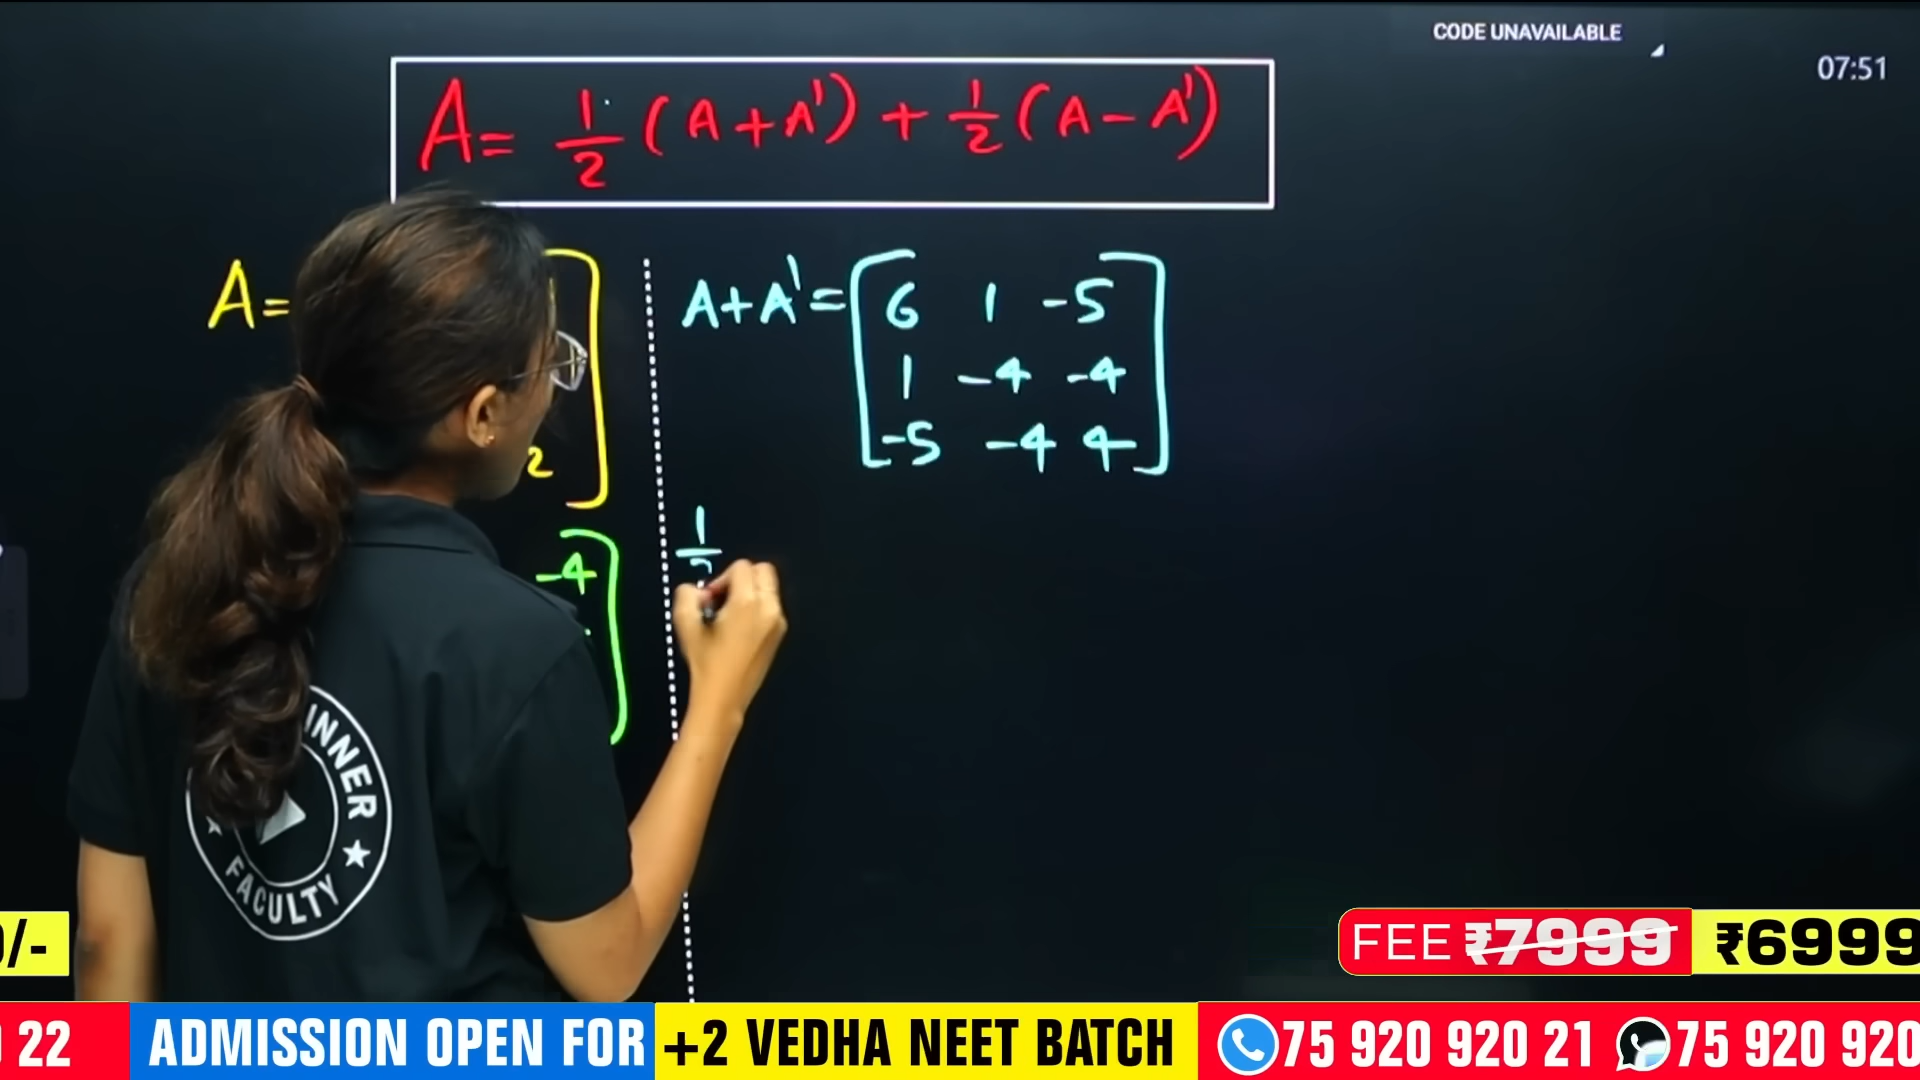 CODE UNAVAILABLE
07:51
A = 1/2 (A + A') + 1/2 (A - A')
A =
2
-4
A + A' = [6 1 -5
1 -4 -4
-5 -4 4]
1
INNER FACULTY
/-
FEE ₹7999 ₹6999
22 ADMISSION OPEN FOR +2 VEDHA NEET BATCH 75 920 920 21 75 920 920